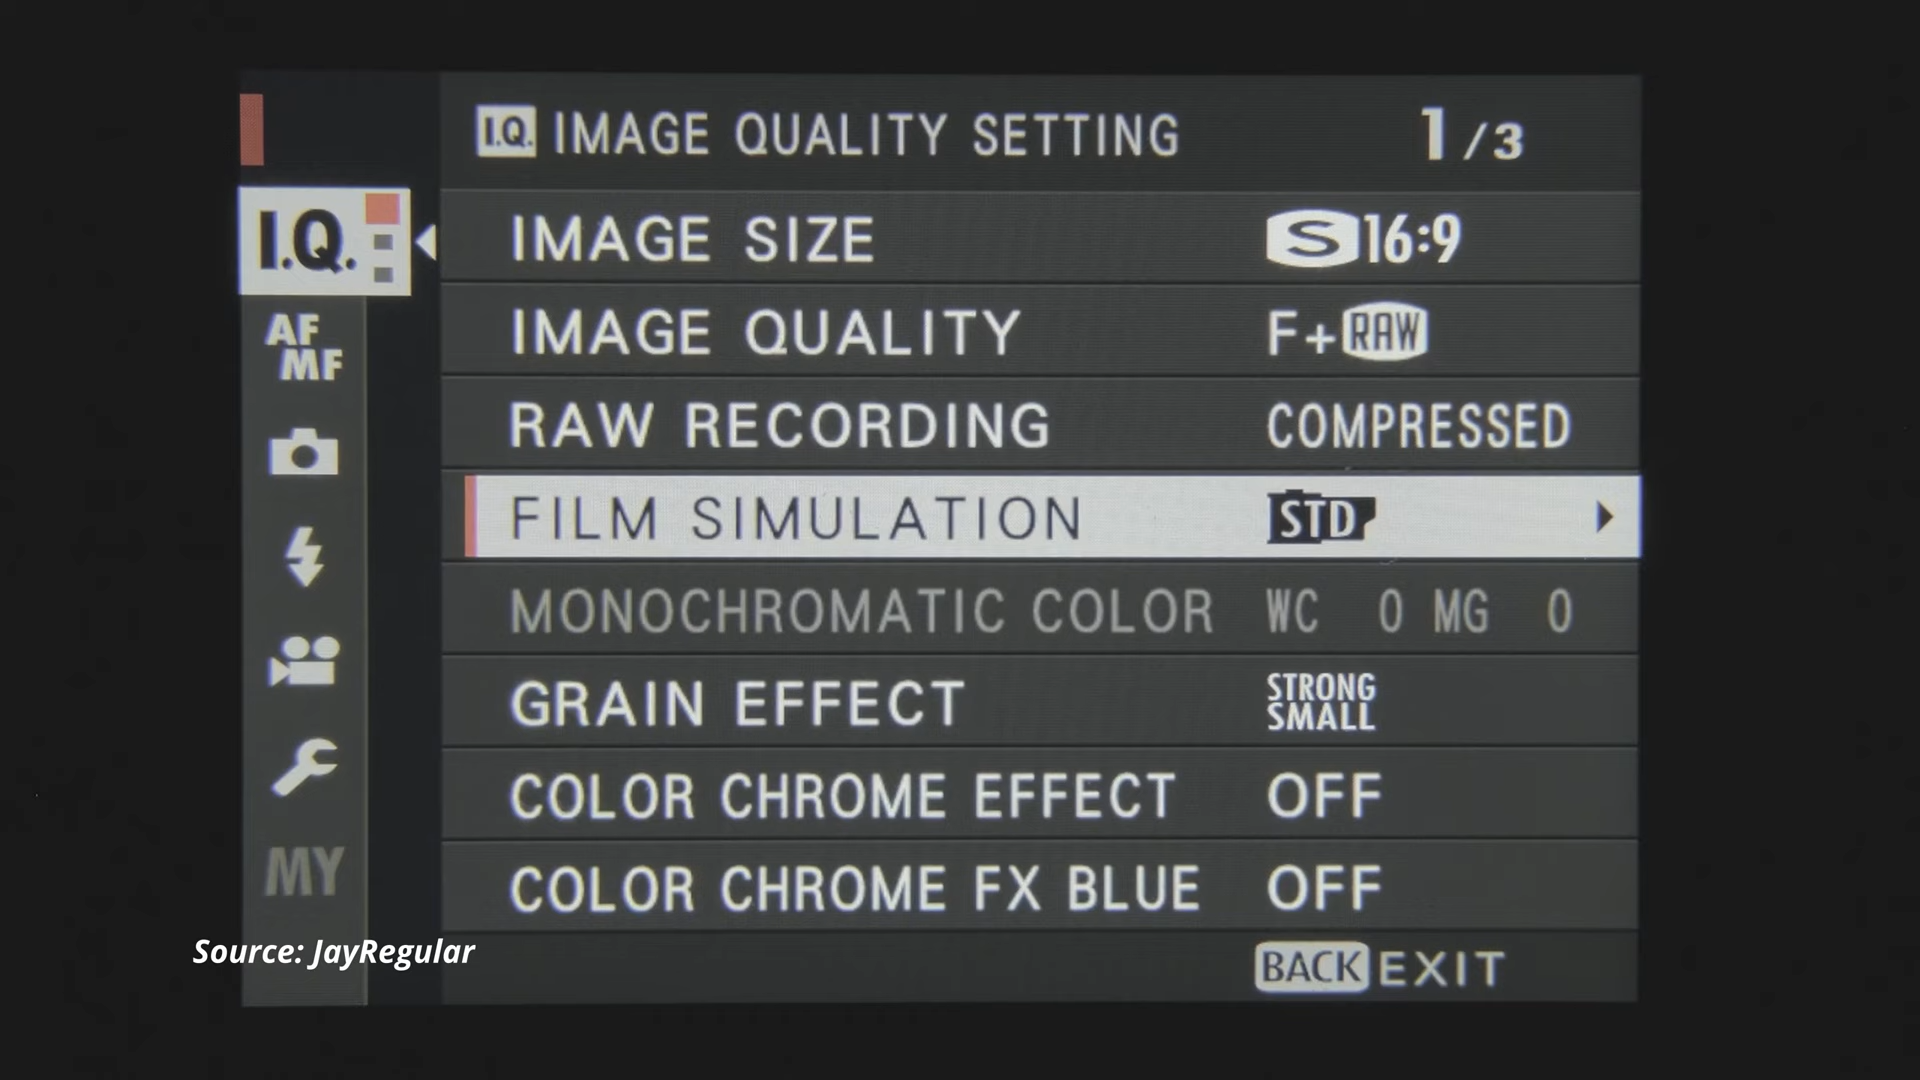 I.Q. IMAGE QUALITY SETTING 1/3
I.Q.
IMAGE SIZE S 16:9
IMAGE QUALITY F+RAW
AF
MF
RAW RECORDING COMPRESSED
FILM SIMULATION STD
MONOCHROMATIC COLOR WC 0 MG 0
GRAIN EFFECT STRONG
SMALL
COLOR CHROME EFFECT OFF
MY
COLOR CHROME FX BLUE OFF
Source: JayRegular
BACK EXIT